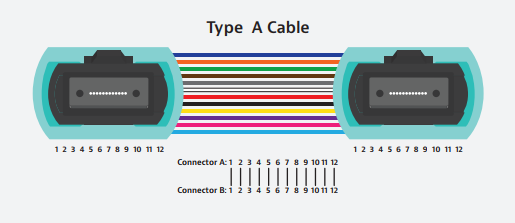 Type A Cable
1 2 3 4 5 6 7 8 9 10 11 12
1 2 3 4 5 6 7 8 9 10 11 12
Connector A: 1 2 3 4 5 6 7 8 9 10 11 12
Connector B: 1 2 3 4 5 6 7 8 9 10 11 12